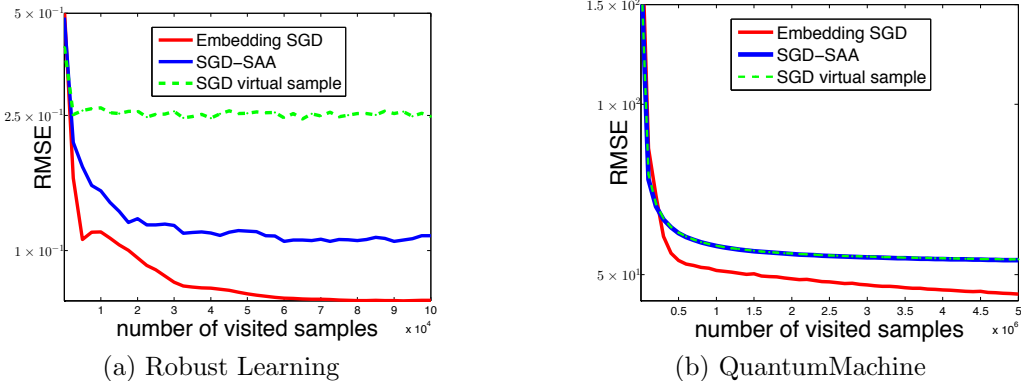 5 × 10⁻¹
2.5 × 10⁻¹
1 × 10⁻¹
RMSE
Embedding SGD
SGD−SAA
SGD virtual sample
1 2 3 4 5 6 7 8 9 10
number of visited samples
x 10⁴
(a) Robust Learning
1.5 × 10²
1 × 10²
5 × 10¹
RMSE
Embedding SGD
SGD−SAA
SGD virtual sample
0.5 1 1.5 2 2.5 3 3.5 4 4.5 5
number of visited samples
x 10⁶
(b) QuantumMachine